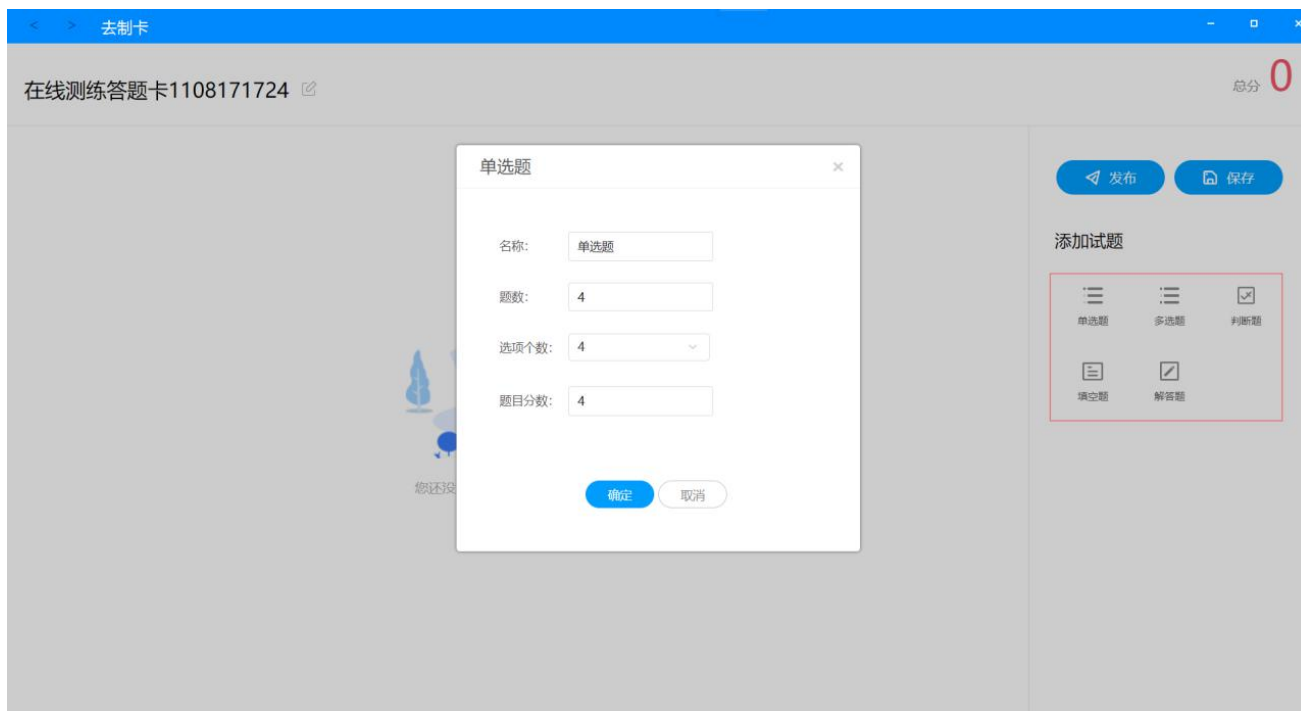 去制卡
在线测练答题卡1108171724
总分 0
单选题
名称: 单选题
题数: 4
选项个数: 4
题目分数: 4
确定 取消
您还没
发布 保存
添加试题
单选题 多选题 判断题
填空题 解答题